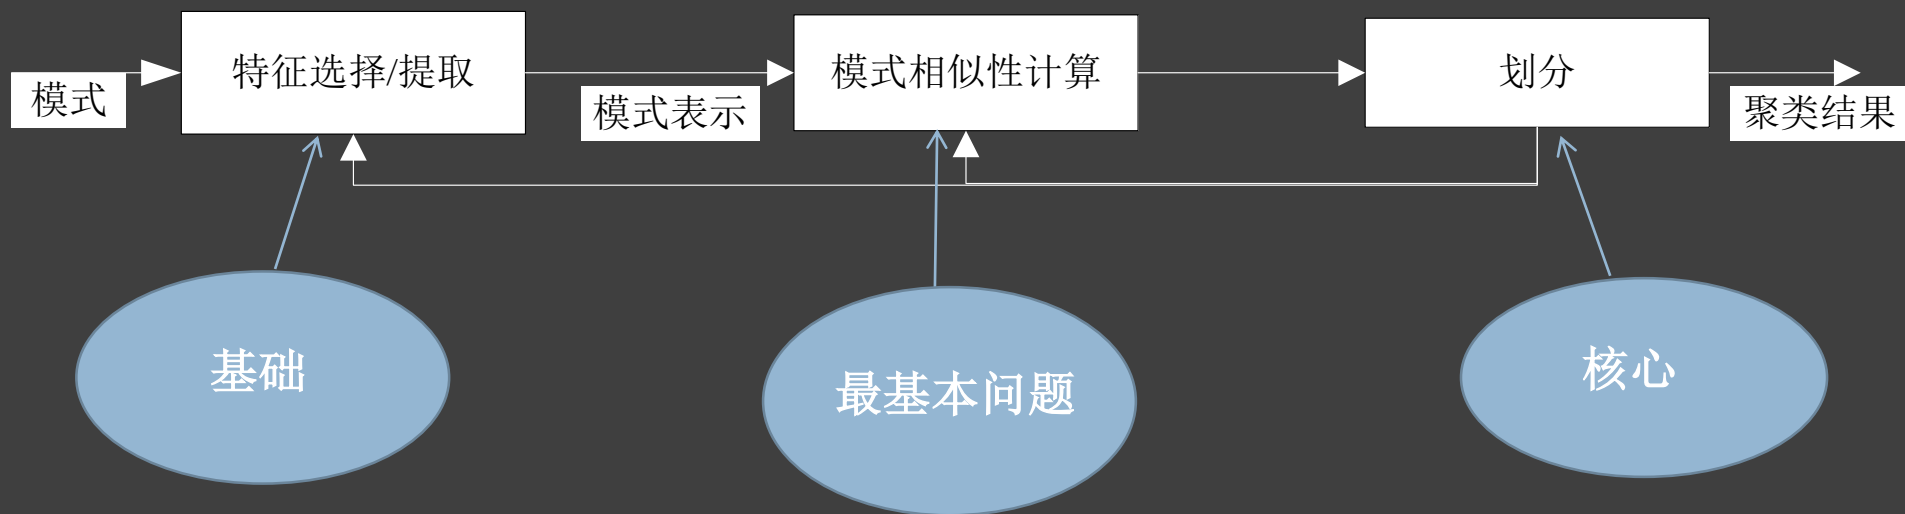 特征选择/提取
模式相似性计算
划分
模式
模式表示
聚类结果
基础
最基本问题
核心